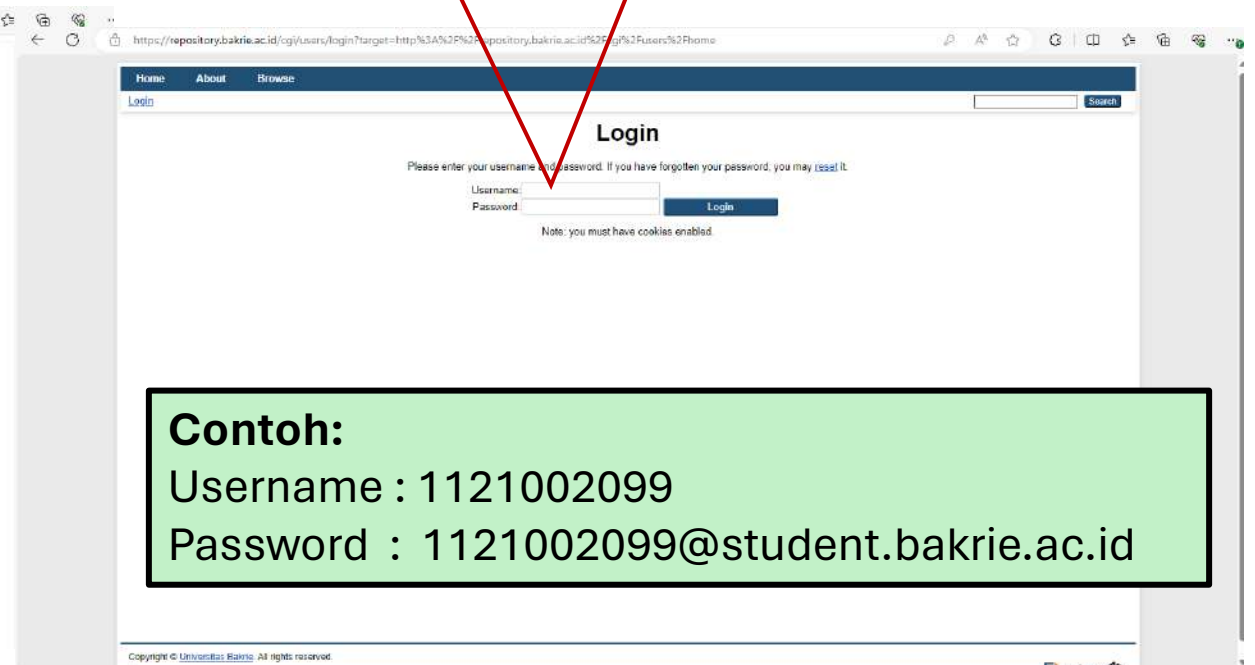 https://repository.bakrie.ac.id/cgi/users/login?target=http%3A%2F%2Frepository.bakrie.ac.id%2Fcgi%2Fusers%2Fhome
Home About Browse
Login Search
Login
Please enter your username and password. If you have forgotten your password, you may reset it.
Username:
Password: Login
Note: you must have cookies enabled.
Contoh:
Username : 1121002099
Password : 1121002099@student.bakrie.ac.id
Copyright © Universitas Bakrie. All rights reserved.